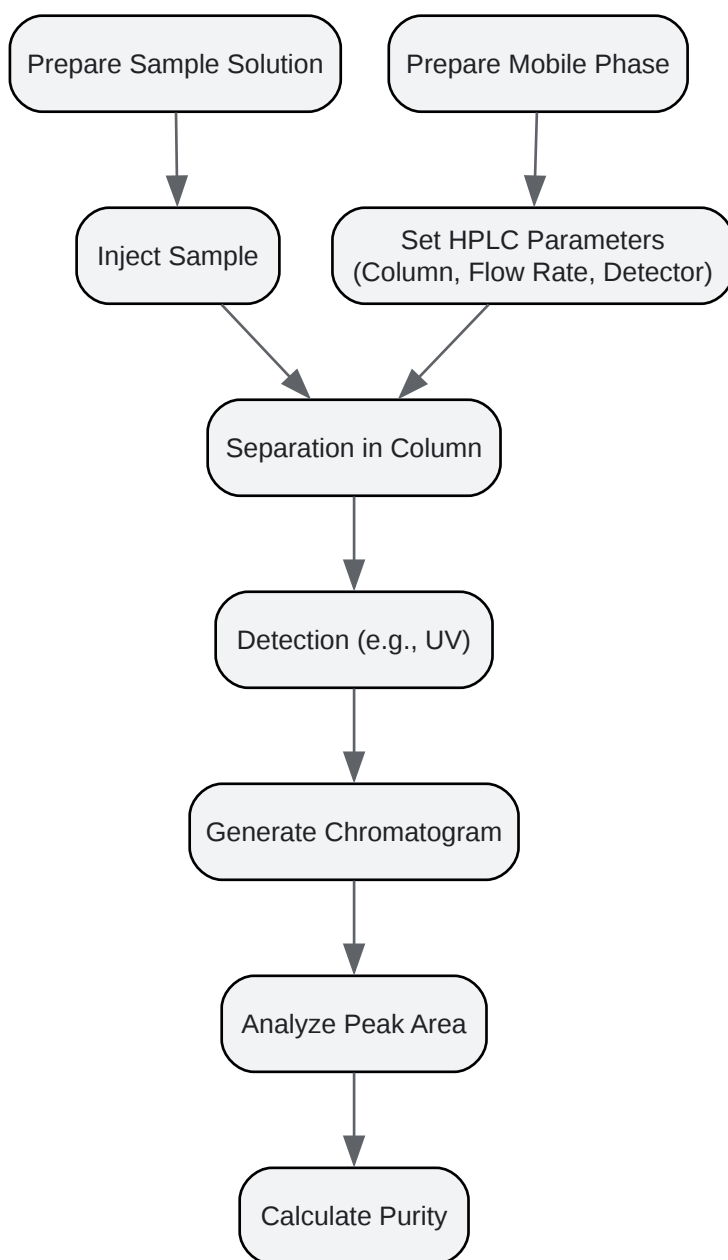 Prepare Sample Solution
Prepare Mobile Phase
Inject Sample
Set HPLC Parameters
(Column, Flow Rate, Detector)
Separation in Column
Detection (e.g., UV)
Generate Chromatogram
Analyze Peak Area
Calculate Purity